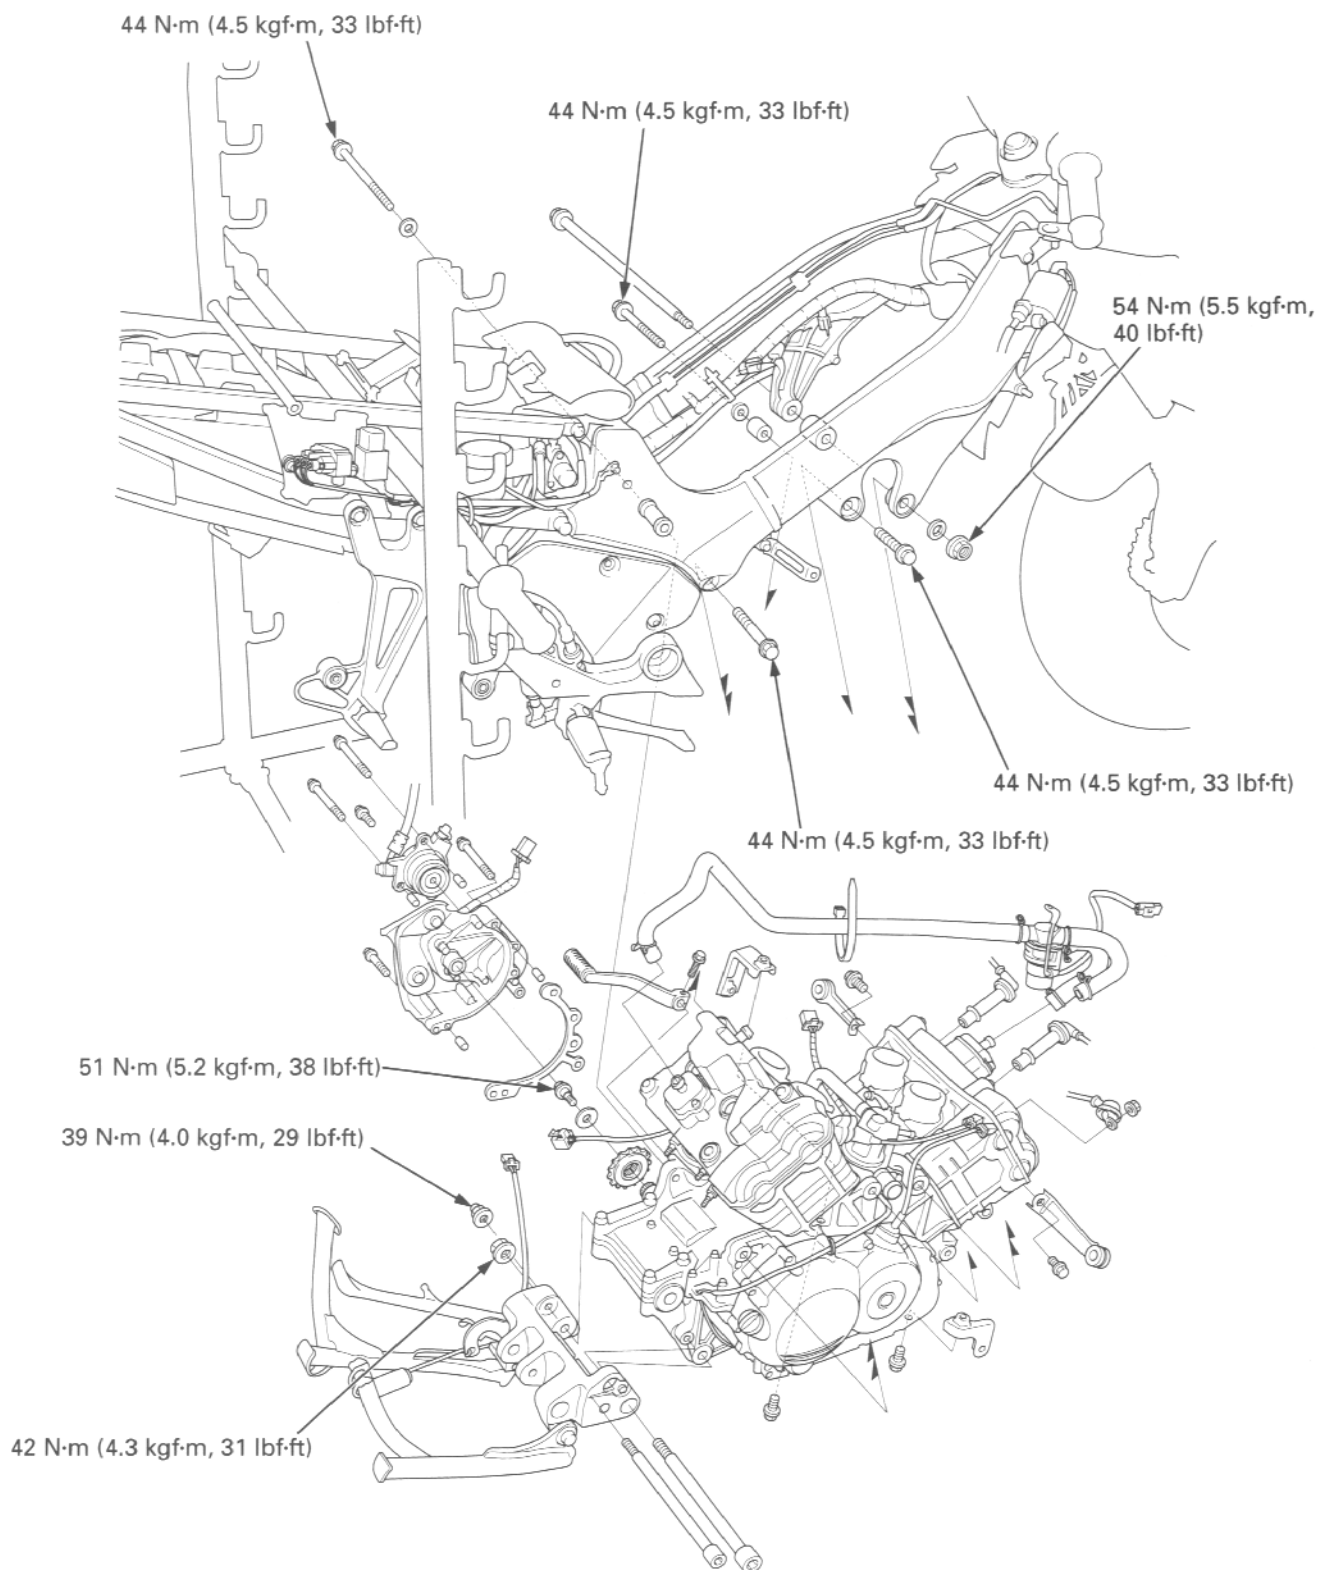 44 N·m (4.5 kgf·m, 33 lbf·ft)
44 N·m (4.5 kgf·m, 33 lbf·ft)
54 N·m (5.5 kgf·m,
40 lbf·ft)
44 N·m (4.5 kgf·m, 33 lbf·ft)
44 N·m (4.5 kgf·m, 33 lbf·ft)
51 N·m (5.2 kgf·m, 38 lbf·ft)
39 N·m (4.0 kgf·m, 29 lbf·ft)
42 N·m (4.3 kgf·m, 31 lbf·ft)